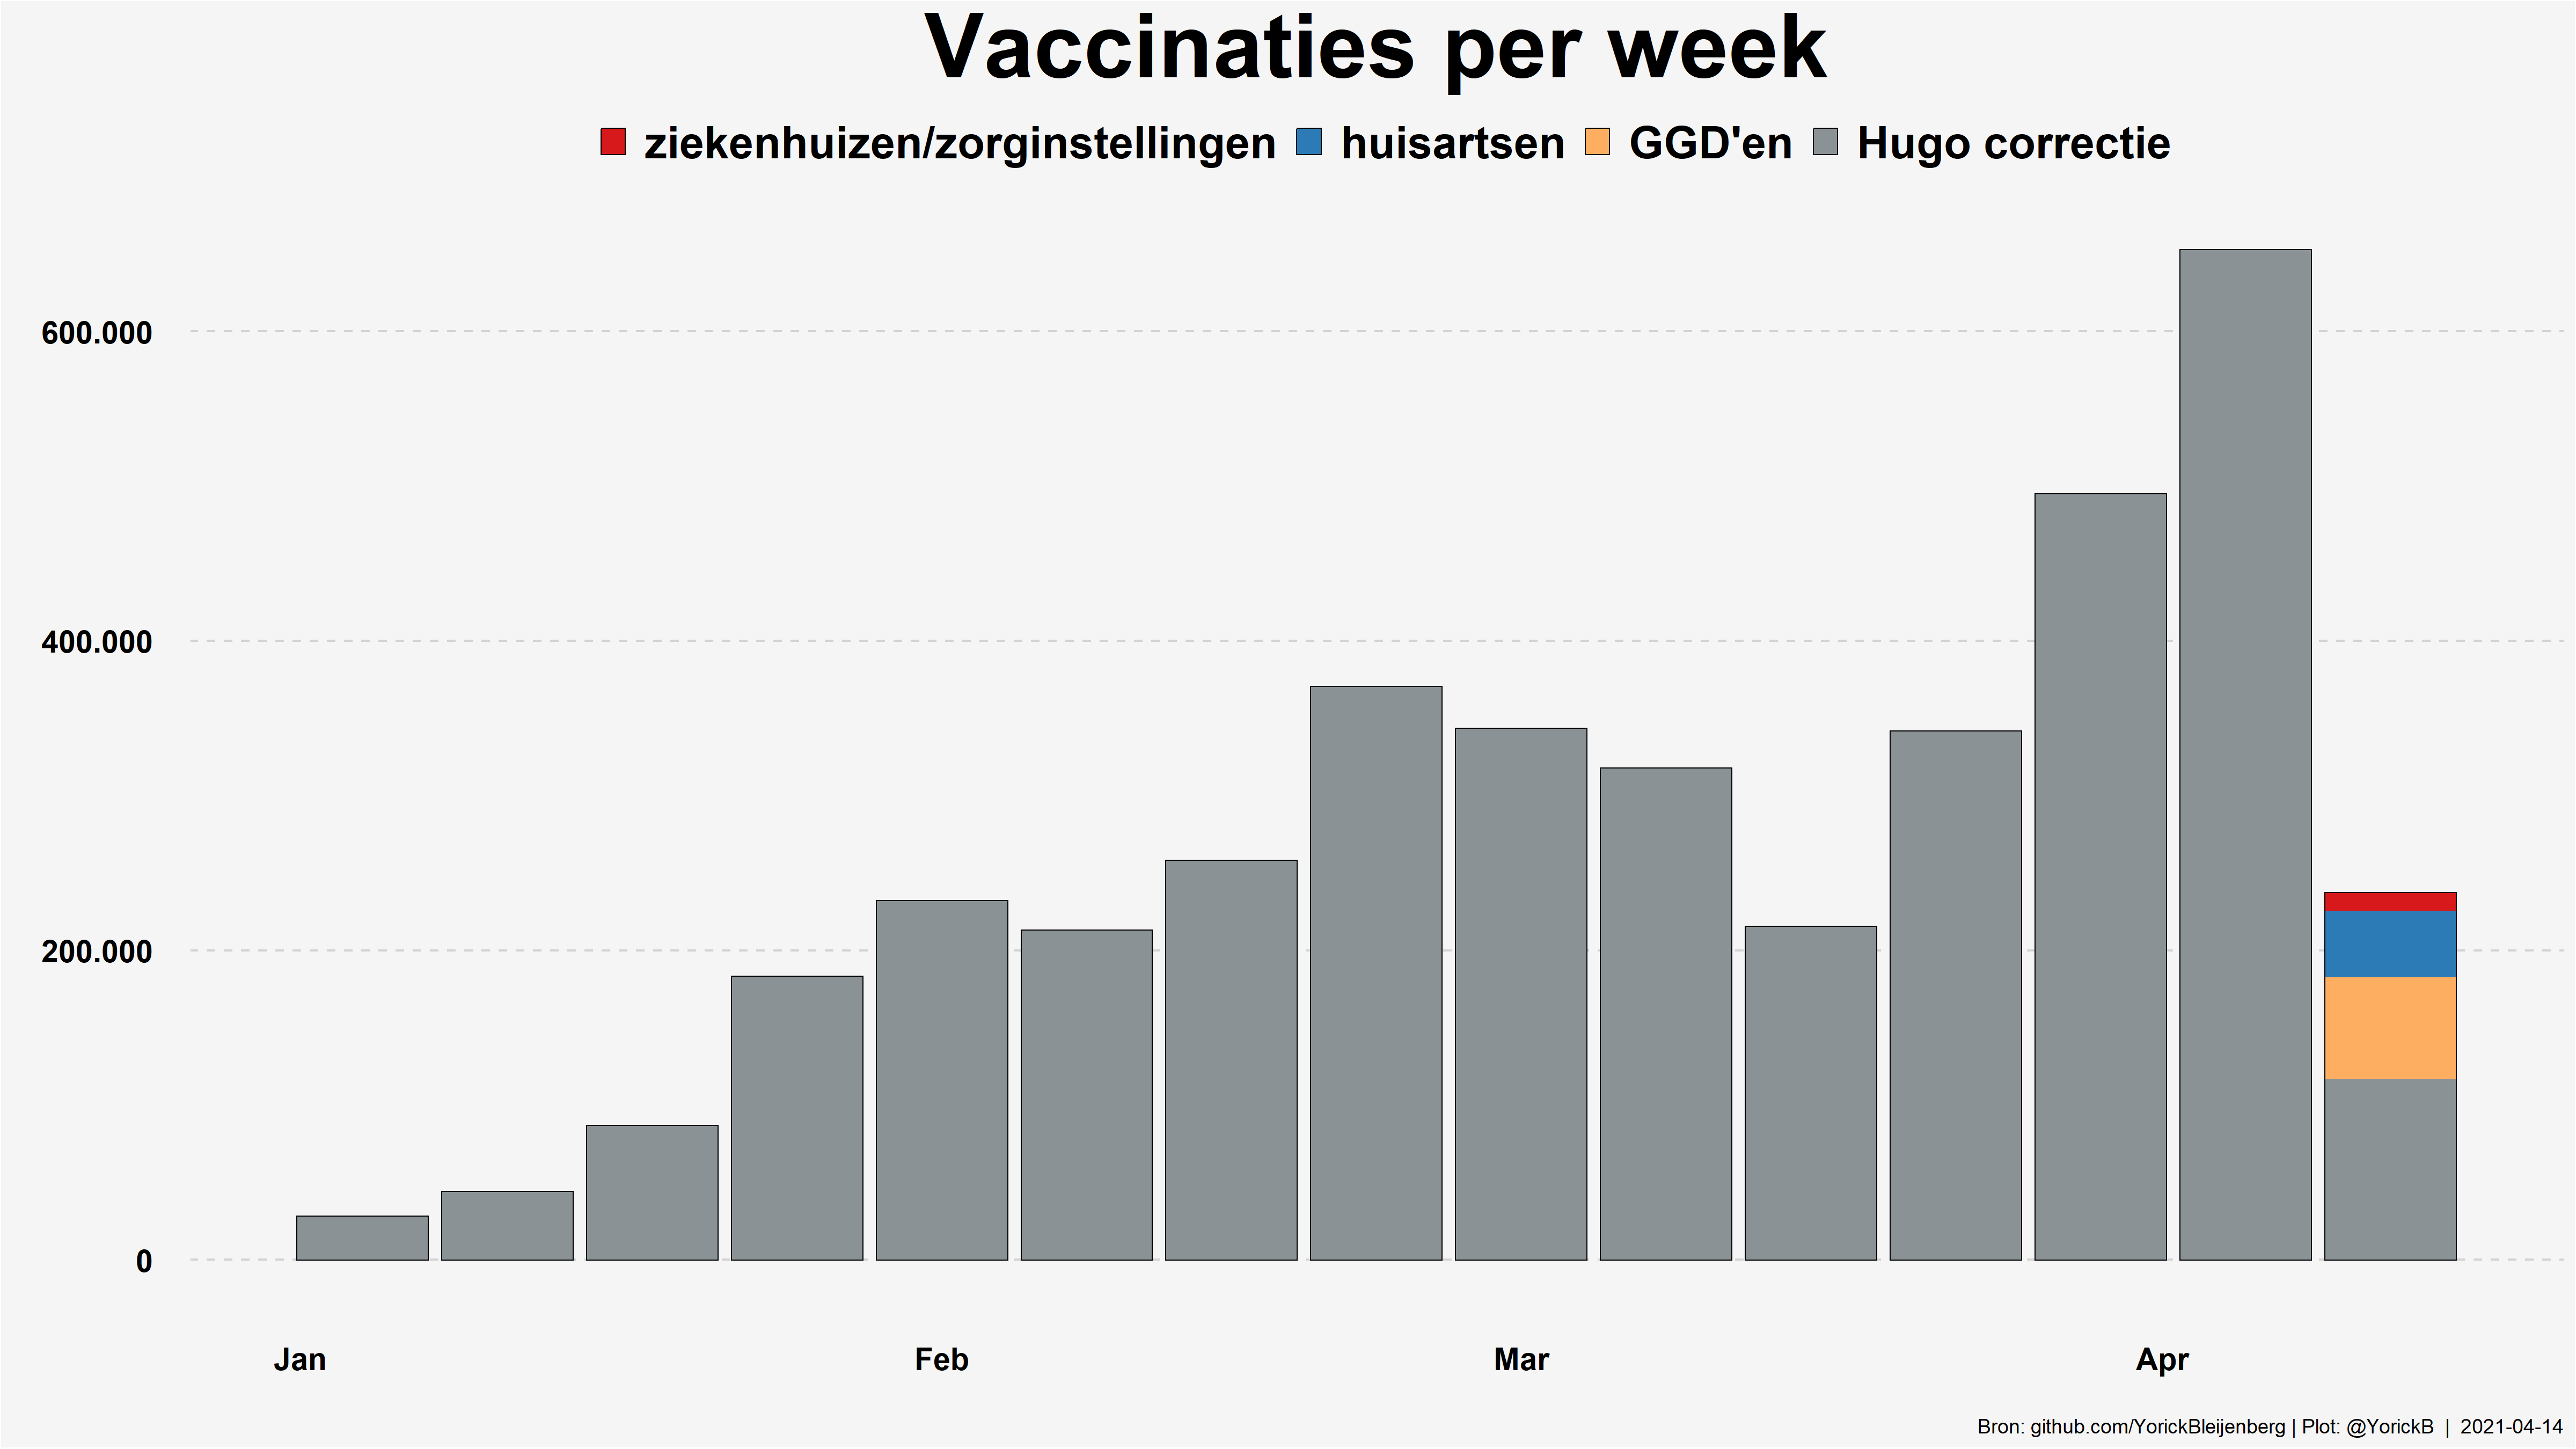 Vaccinaties per week
ziekenhuizen/zorginstellingen huisartsen GGD'en Hugo correctie
600.000
400.000
200.000
0
Jan Feb Mar Apr
Bron: github.com/YorickBleijenberg | Plot: @YorickB | 2021-04-14